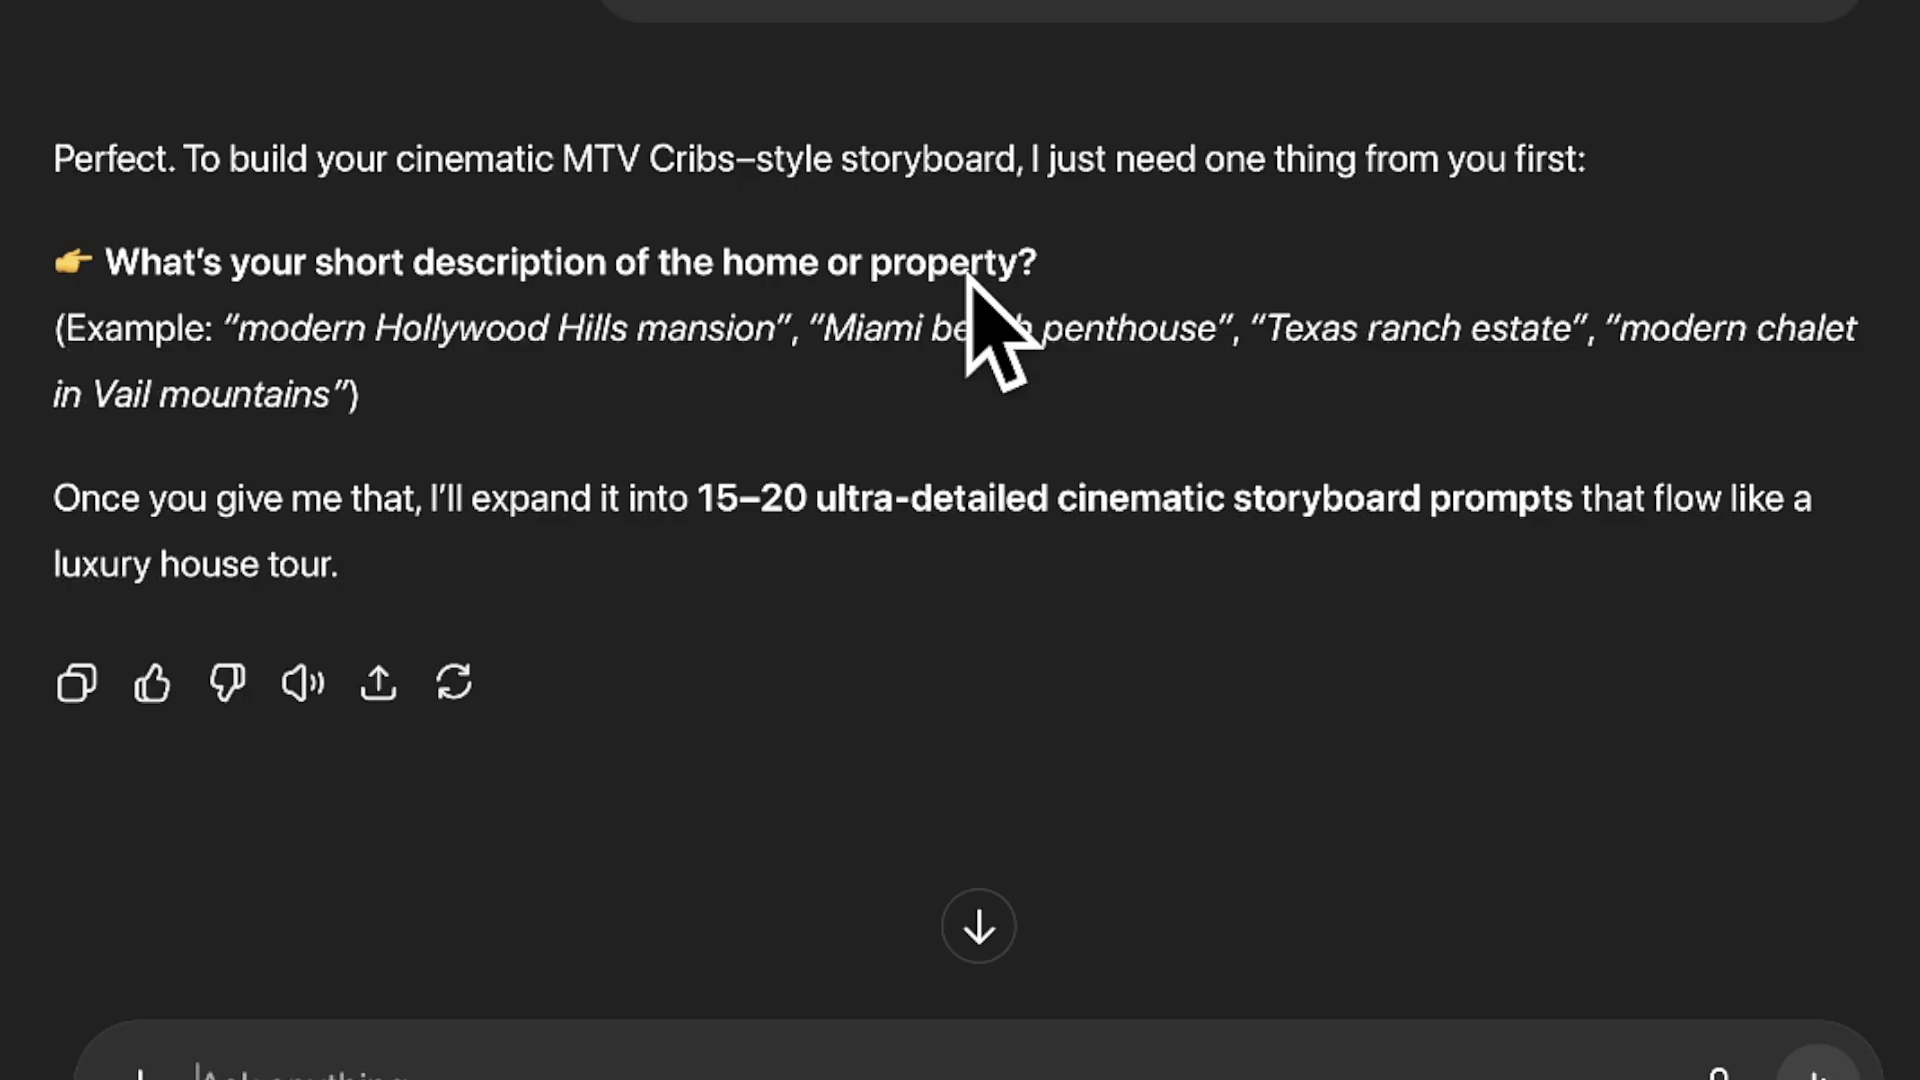 Perfect. To build your cinematic MTV Cribs–style storyboard, I just need one thing from you first:
👉 What's your short description of the home or property?
(Example: “modern Hollywood Hills mansion”, “Miami penthouse”, “Texas ranch estate”, “modern chalet
in Vail mountains”)
Once you give me that, I'll expand it into 15–20 ultra-detailed cinematic storyboard prompts that flow like a
luxury house tour.